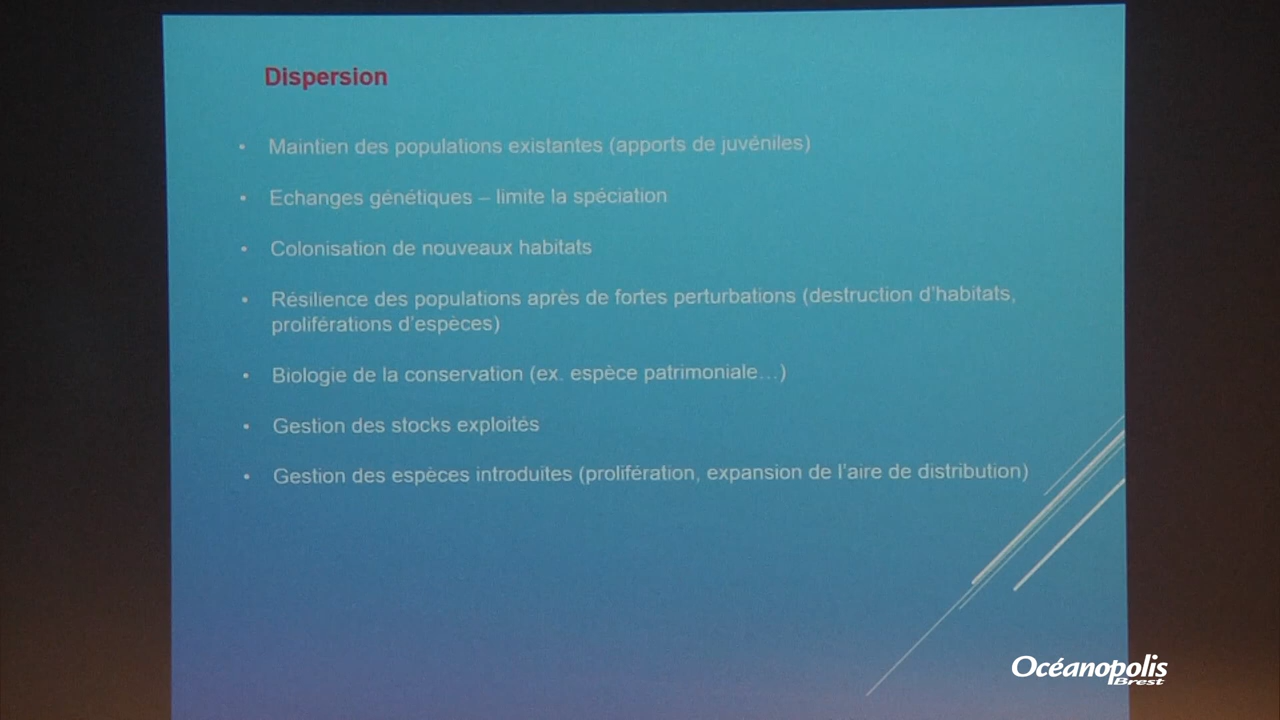 Dispersion
• Maintien des populations existantes (apports de juvéniles)
• Echanges génétiques – limite la spéciation
• Colonisation de nouveaux habitats
• Résilience des populations après de fortes perturbations (destruction d'habitats,
proliférations d'espèces)
• Biologie de la conservation (ex. espèce patrimoniale…)
• Gestion des stocks exploités
• Gestion des espèces introduites (prolifération, expansion de l'aire de distribution)
Océanopolis
Brest